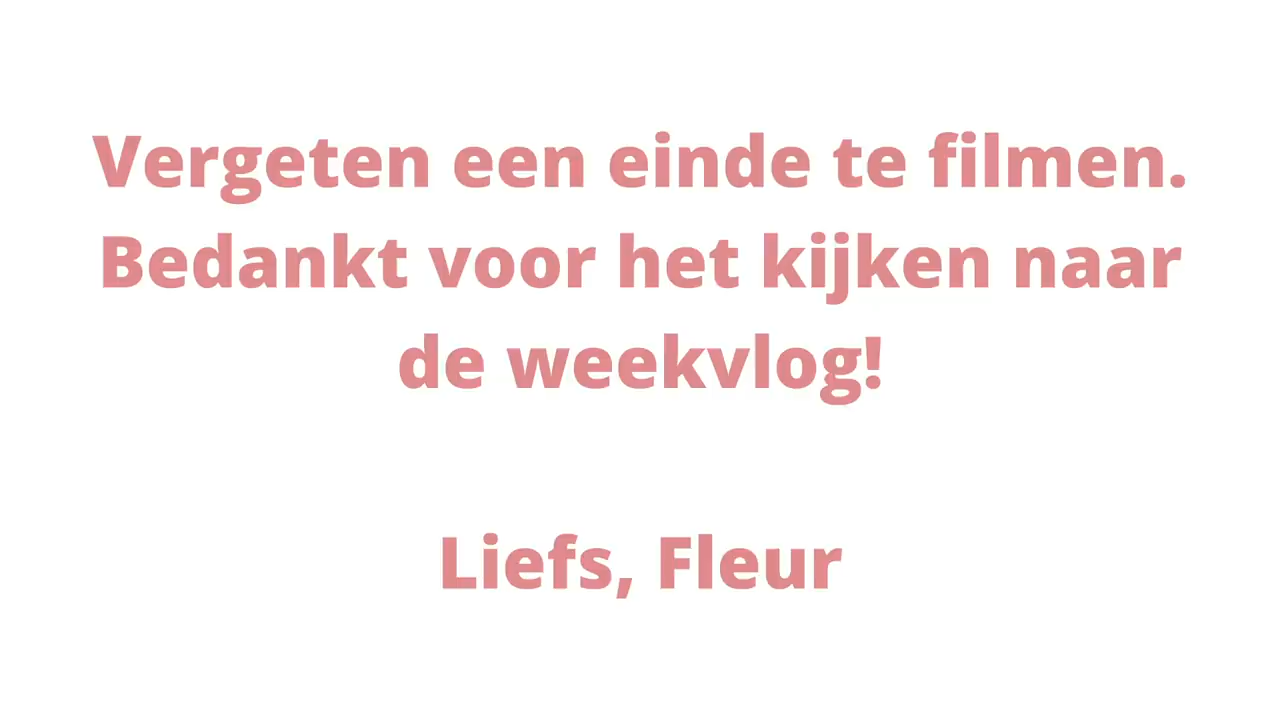 Vergeten een einde te filmen.
Bedankt voor het kijken naar
de weekvlog!
Liefs, Fleur